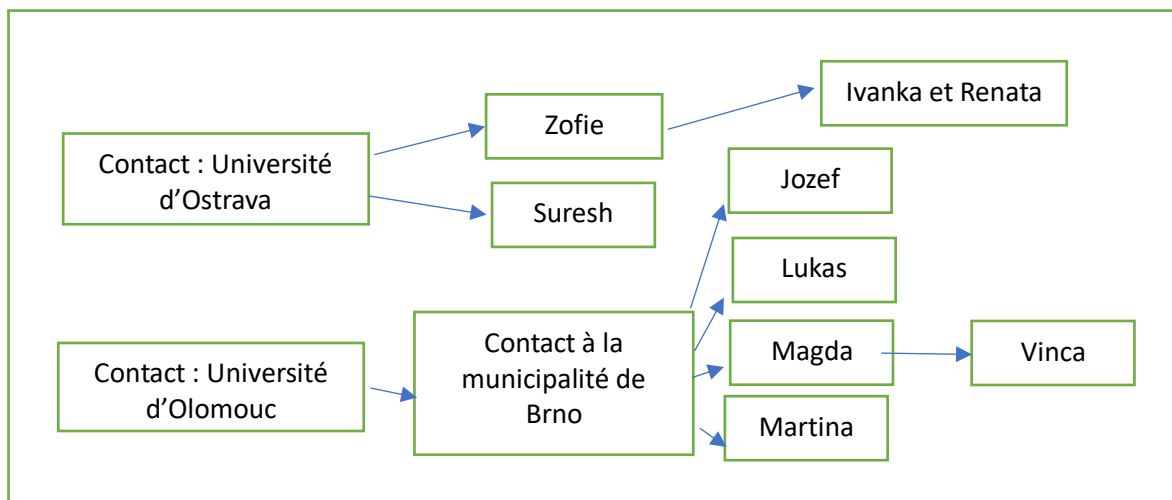 Ivanka et Renata
Zofie
Contact : Université
d’Ostrava
Jozef
Suresh
Lukas
Contact à la
municipalité de
Brno
Magda
Vinca
Contact : Université
d’Olomouc
Martina